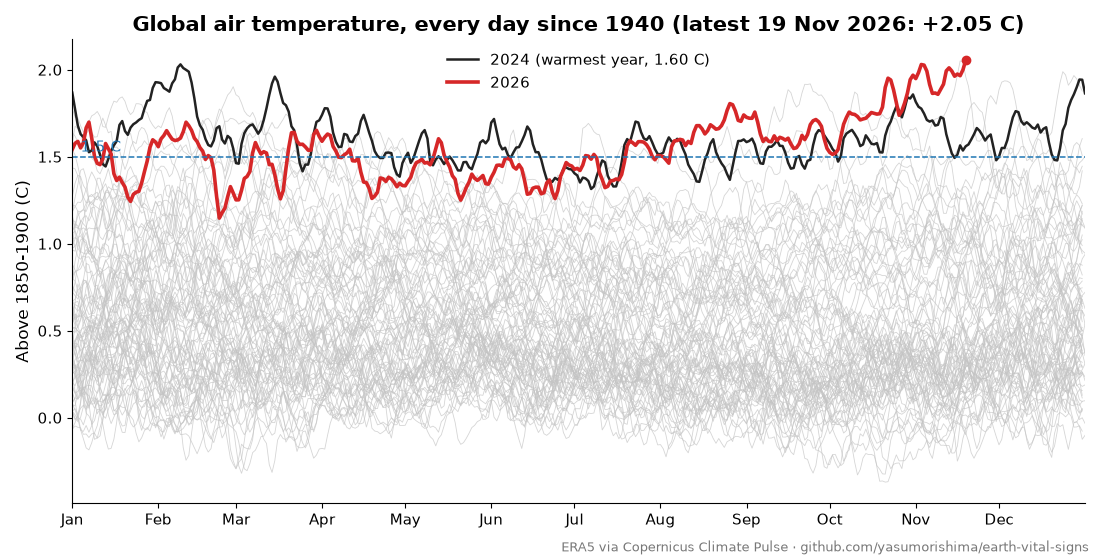 Global air temperature, every day since 1940 (latest 19 Nov 2026: +2.05 C)
2024 (warmest year, 1.60 C)
2026
Above 1850-1900 (C)
2.0
1.5
1.0
0.5
0.0
Jan Feb Mar Apr May Jun Jul Aug Sep Oct Nov Dec
ERA5 via Copernicus Climate Pulse · github.com/yasumorishima/earth-vital-signs